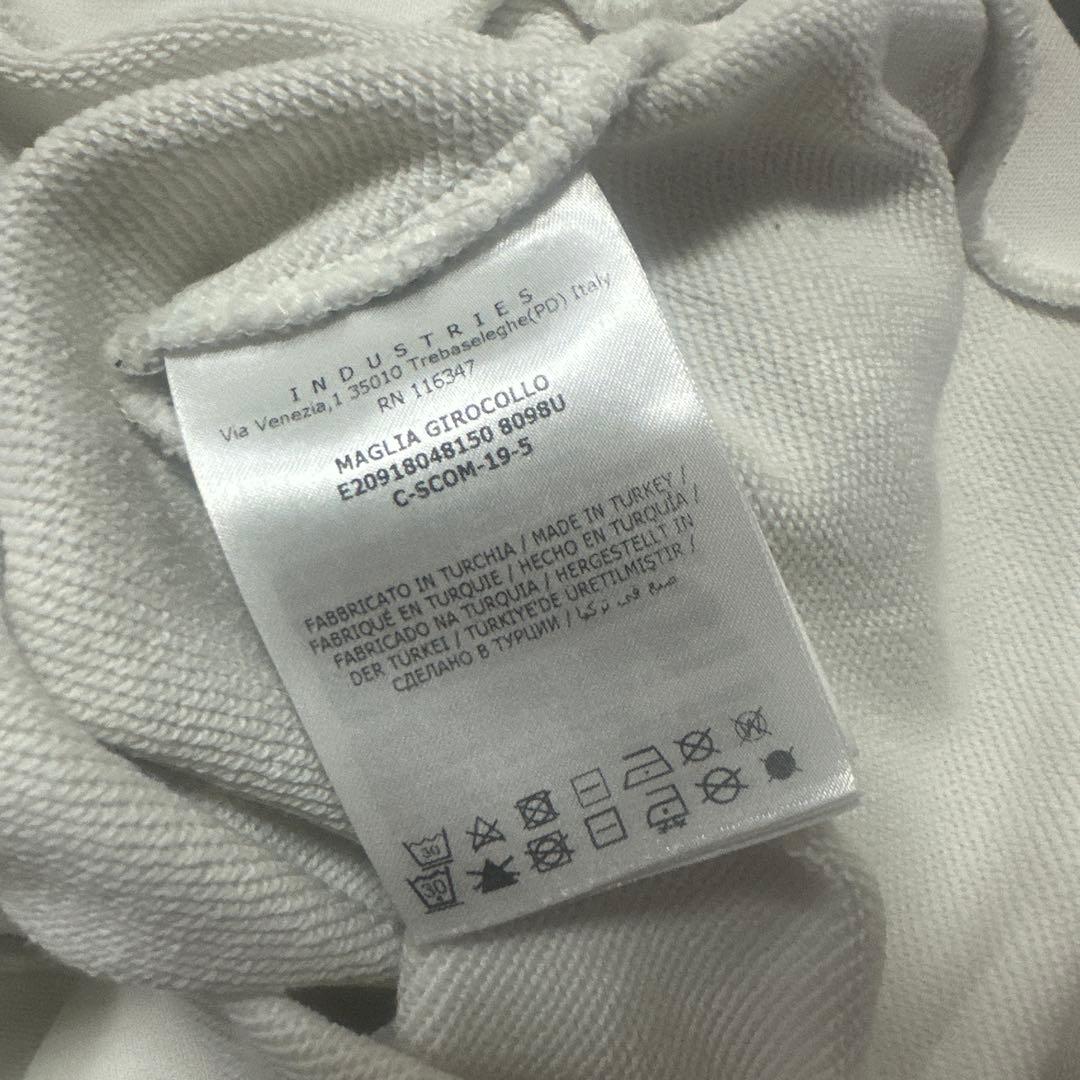 INDUSTRIES
Via Venezia,1 35010 Trebaseleghe(PD) Italy
RN 116347
MAGLIA GIROCOLLO
E20918048150 8098U
C-SCOM-19-5
FABBRICATO IN TURCHIA / MADE IN TURKEY /
FABRIQUÉ EN TURQUIE / HECHO EN TURQUÍA /
FABRICADO NA TURQUIA / HERGESTELLT IN
DER TÜRKEI / TÜRKIYE'DE ÜRETILMIŞTIR /
СДЕЛАНО В ТУРЦИИ / صنع في تركيا
30 W
30